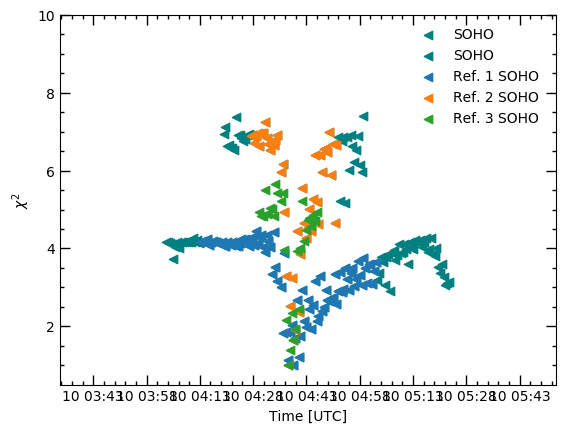 10
8
6
4
2
χ²
SOHO
SOHO
Ref. 1 SOHO
Ref. 2 SOHO
Ref. 3 SOHO
10 03:43 10 03:58 10 04:13 10 04:28 10 04:43 10 04:58 10 05:13 10 05:28 10 05:43
Time [UTC]